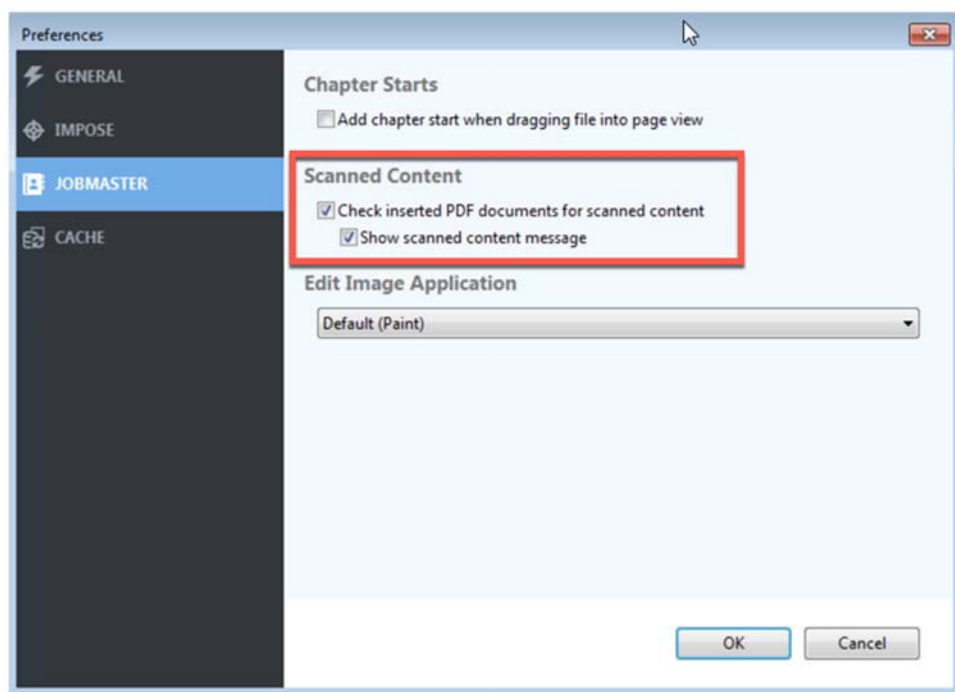 Preferences
GENERAL
IMPOSE
JOBMASTER
CACHE
Chapter Starts
Add chapter start when dragging file into page view
Scanned Content
Check inserted PDF documents for scanned content
Show scanned content message
Edit Image Application
Default (Paint)
OK
Cancel